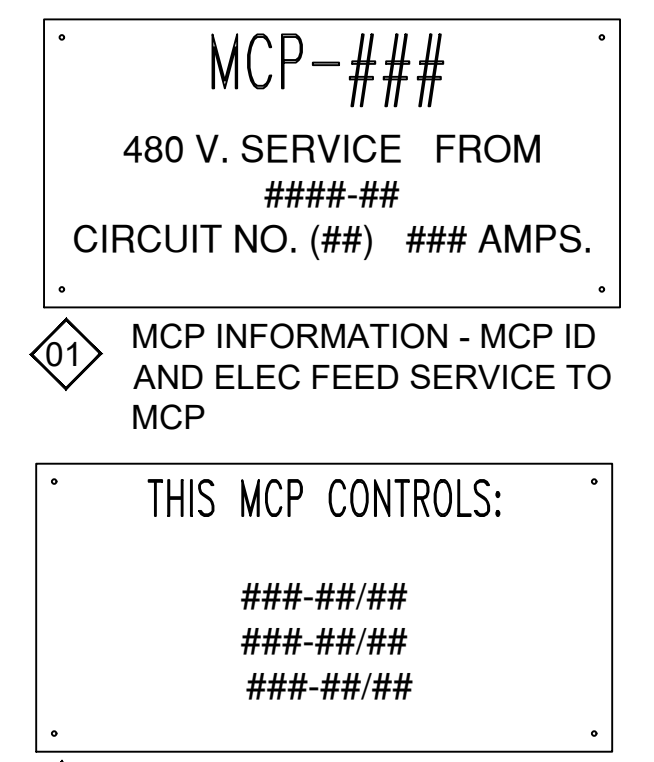 MCP-###
480 V. SERVICE FROM
####-##
CIRCUIT NO. (##) ### AMPS.
01
MCP INFORMATION - MCP ID
AND ELEC FEED SERVICE TO
MCP
THIS MCP CONTROLS:
###-##/##
###-##/##
###-##/##